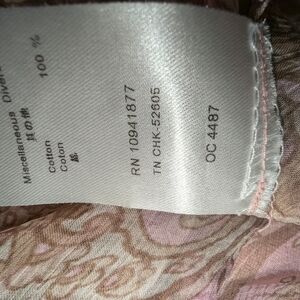 Miscellaneous Divers
其の他
Cotton 100 %
Coton
綿
RN 10941877
TN CHK-52605
OC 4487